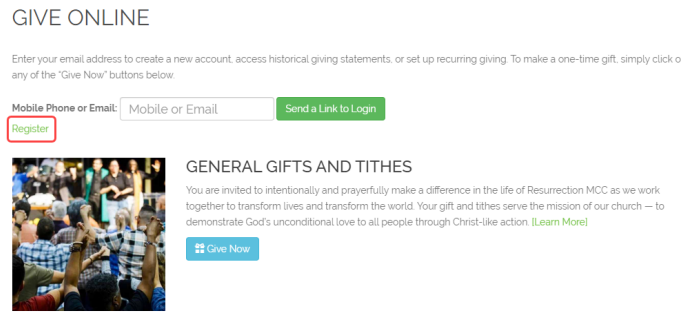 GIVE ONLINE
Enter your email address to create a new account, access historical giving statements, or set up recurring giving. To make a one-time gift, simply click o
any of the “Give Now” buttons below.
Mobile Phone or Email: Mobile or Email Send a Link to Login
Register
GENERAL GIFTS AND TITHES
You are invited to intentionally and prayerfully make a difference in the life of Resurrection MCC as we work
together to transform lives and transform the world. Your gift and tithes serve the mission of our church — to
demonstrate God's unconditional love to all people through Christ-like action. [Learn More]
Give Now